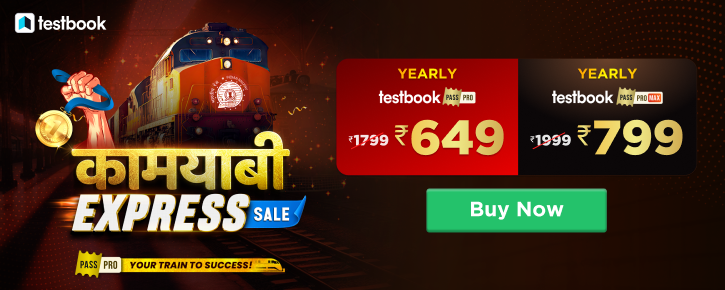 testbook
कामयाबी
EXPRESS SALE
PASS PRO YOUR TRAIN TO SUCCESS!
YEARLY
testbook PASS PRO
₹1799 ₹649
YEARLY
testbook PASS PRO MAX
₹1999 ₹799
Buy Now